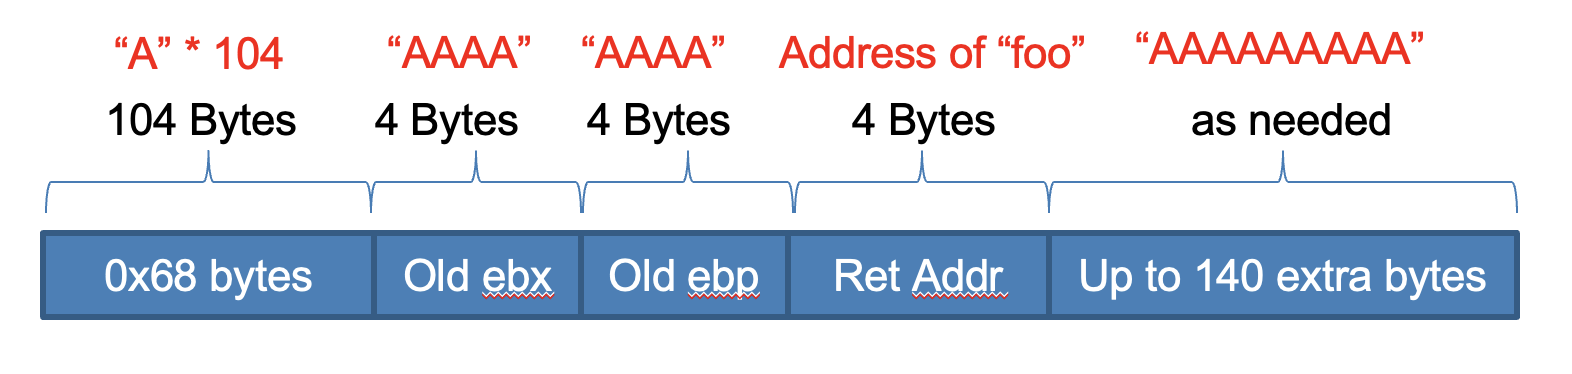 “A” * 104 “AAAA” “AAAA” Address of “foo” “AAAAAAAAA”
104 Bytes 4 Bytes 4 Bytes 4 Bytes as needed
0x68 bytes Old ebx Old ebp Ret Addr Up to 140 extra bytes